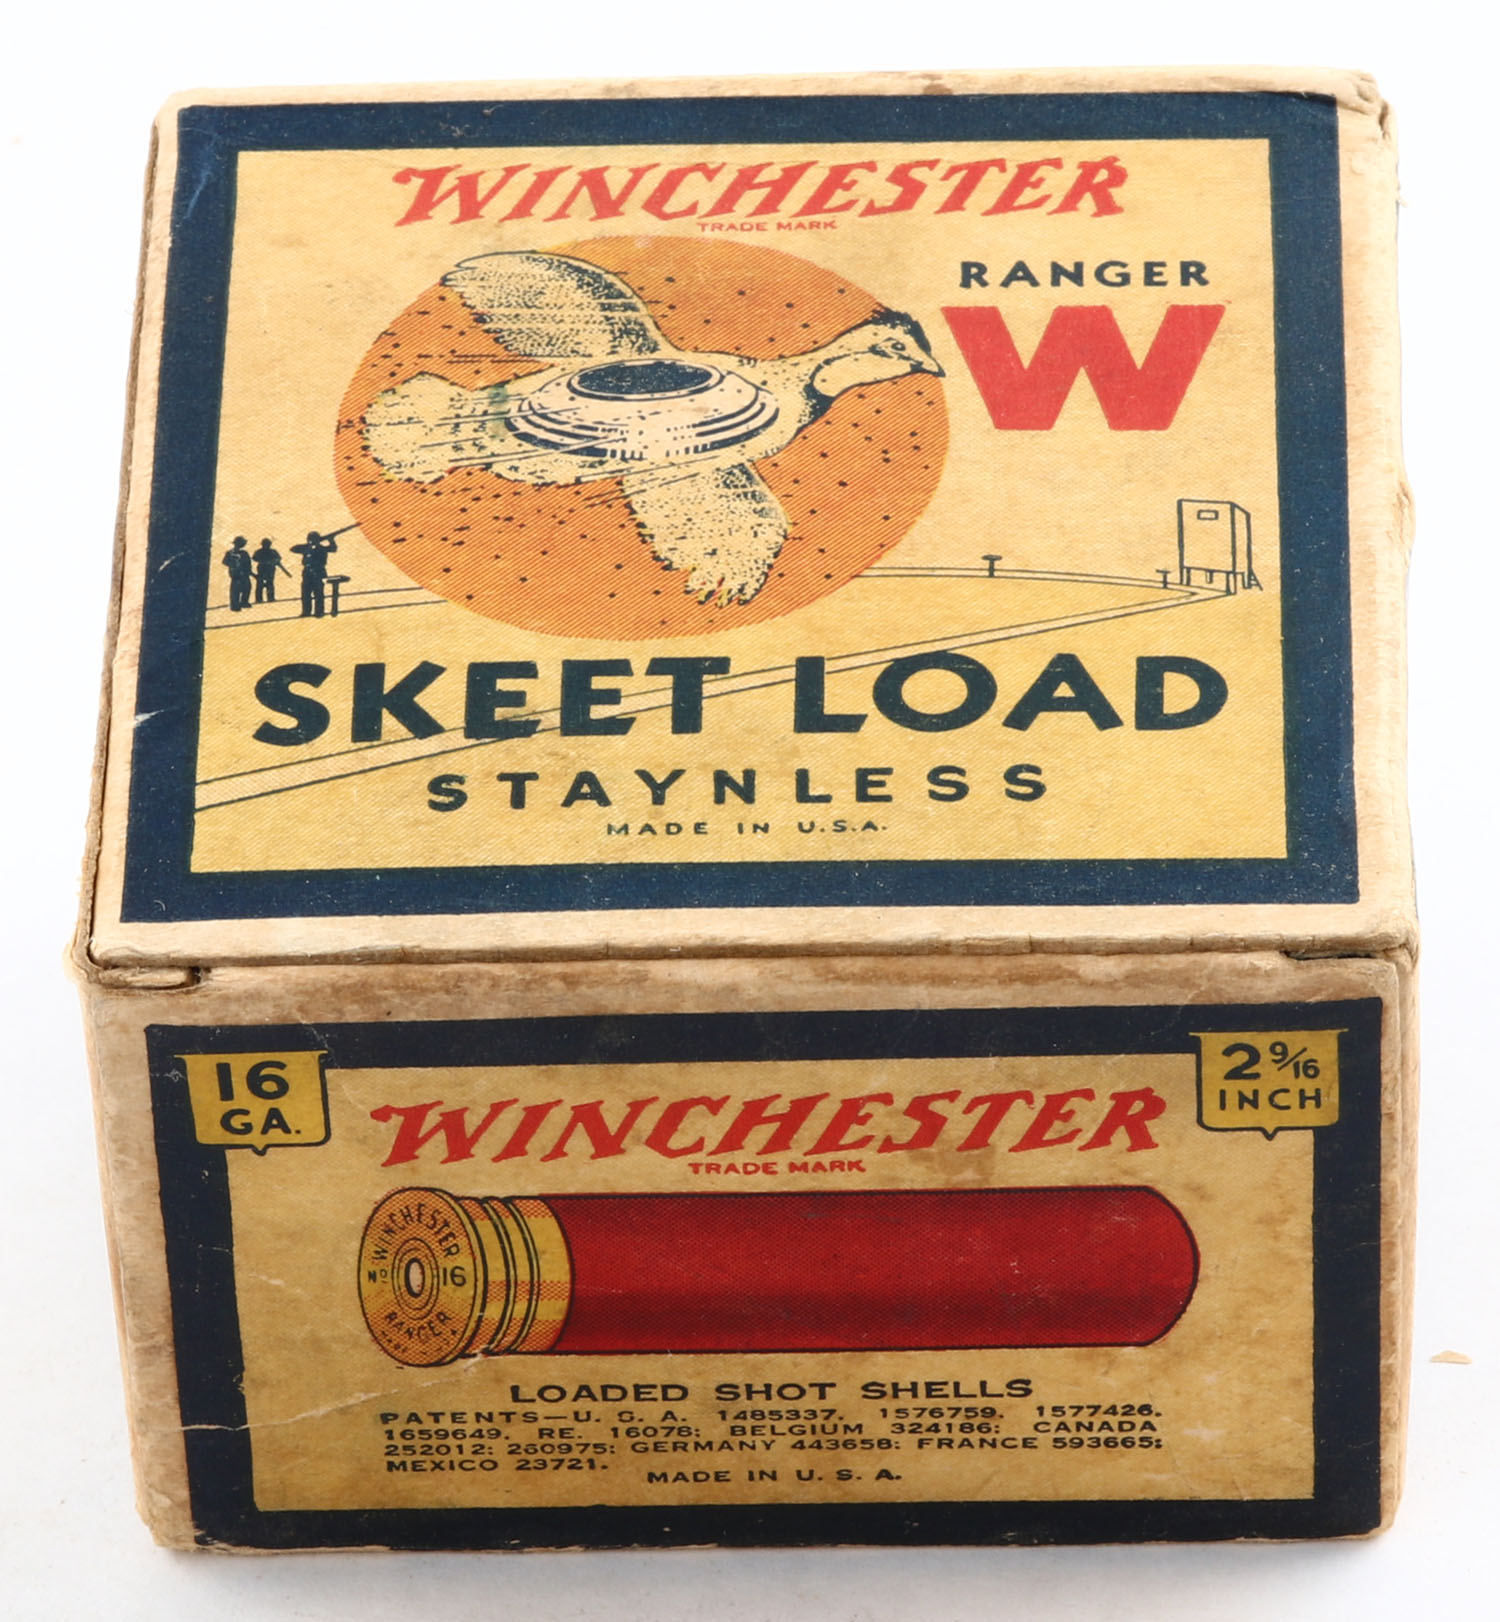 WINCHESTER
TRADE MARK
RANGER
W
SKEET LOAD
STAYNLESS
MADE IN U.S.A.
16
GA.
2 9/16
INCH
WINCHESTER
TRADE MARK
WINCHESTER
No 16
RANGER
LOADED SHOT SHELLS
PATENTS—U. S. A. 1485337. 1576759. 1577426.
1659649. RE. 16078; BELGIUM 324186; CANADA
252012; 260975; GERMANY 443658; FRANCE 593665;
MEXICO 23721.
MADE IN U. S. A.